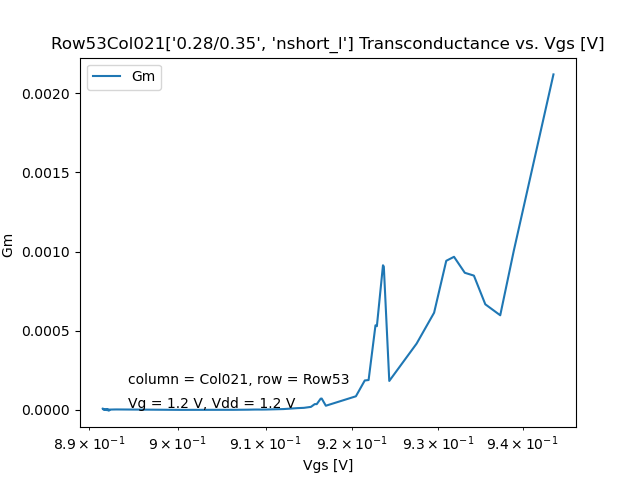 Row53Col021['0.28/0.35', 'nshort_l'] Transconductance vs. Vgs [V]
Gm
0.0020
0.0015
0.0010
0.0005
0.0000
Gm
column = Col021, row = Row53
Vg = 1.2 V, Vdd = 1.2 V
8.9 × 10⁻¹ 9 × 10⁻¹ 9.1 × 10⁻¹ 9.2 × 10⁻¹ 9.3 × 10⁻¹ 9.4 × 10⁻¹
Vgs [V]